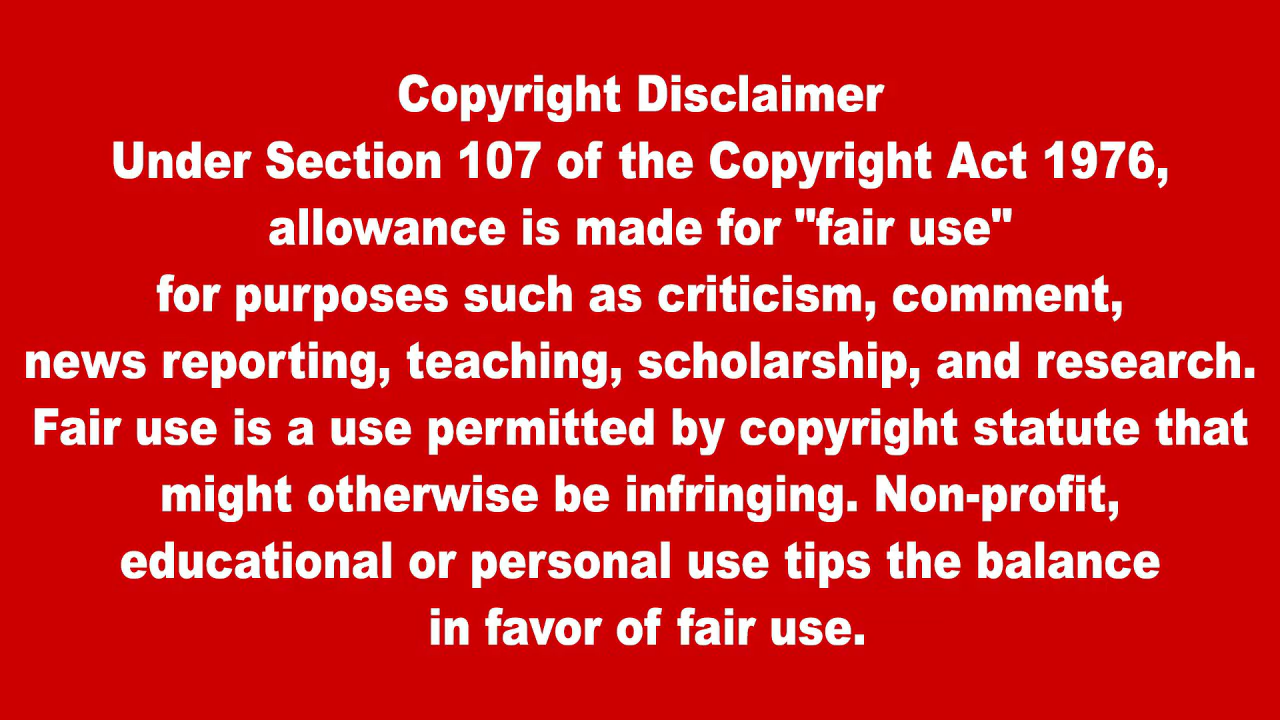 Copyright Disclaimer
Under Section 107 of the Copyright Act 1976,
allowance is made for "fair use"
for purposes such as criticism, comment,
news reporting, teaching, scholarship, and research.
Fair use is a use permitted by copyright statute that
might otherwise be infringing. Non-profit,
educational or personal use tips the balance
in favor of fair use.